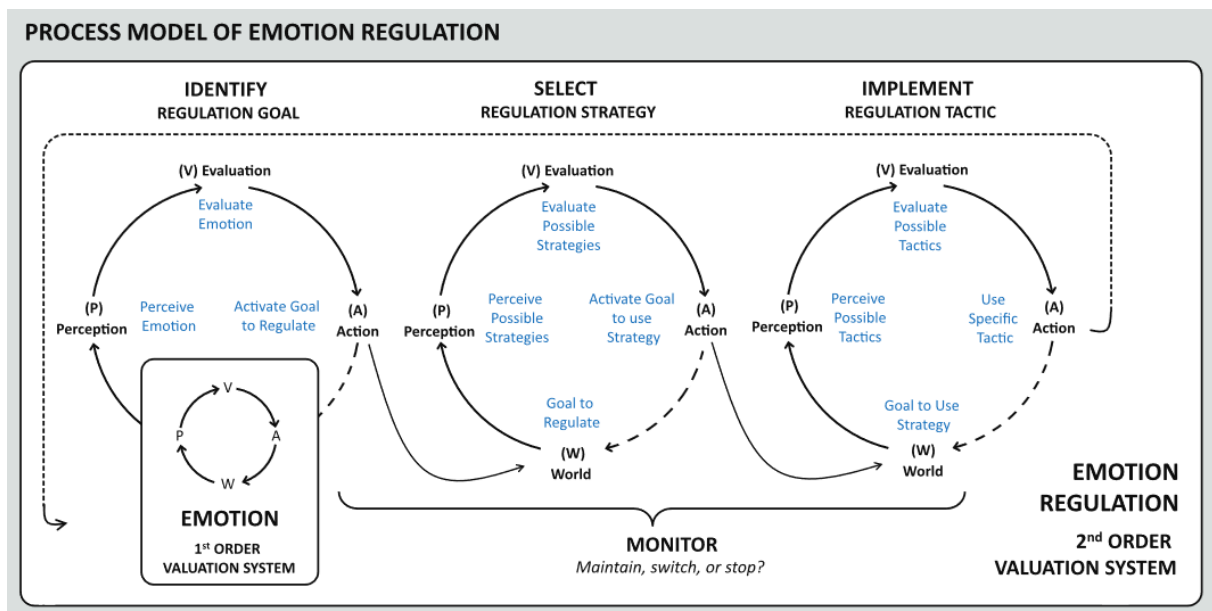 PROCESS MODEL OF EMOTION REGULATION
IDENTIFY
REGULATION GOAL
SELECT
REGULATION STRATEGY
IMPLEMENT
REGULATION TACTIC
(V) Evaluation
Evaluate
Emotion
(P)
Perception
Perceive
Emotion
Activate Goal
to Regulate
(A)
Action
V
P
A
W
EMOTION
1st ORDER
VALUATION SYSTEM
(V) Evaluation
Evaluate
Possible
Strategies
(P)
Perception
Perceive
Possible
Strategies
Activate Goal
to use
Strategy
(A)
Action
Goal to
Regulate
(W)
World
(V) Evaluation
Evaluate
Possible
Tactics
(P)
Perception
Perceive
Possible
Tactics
Use
Specific
Tactic
(A)
Action
Goal to Use
Strategy
(W)
World
MONITOR
Maintain, switch, or stop?
EMOTION
REGULATION
2nd ORDER
VALUATION SYSTEM